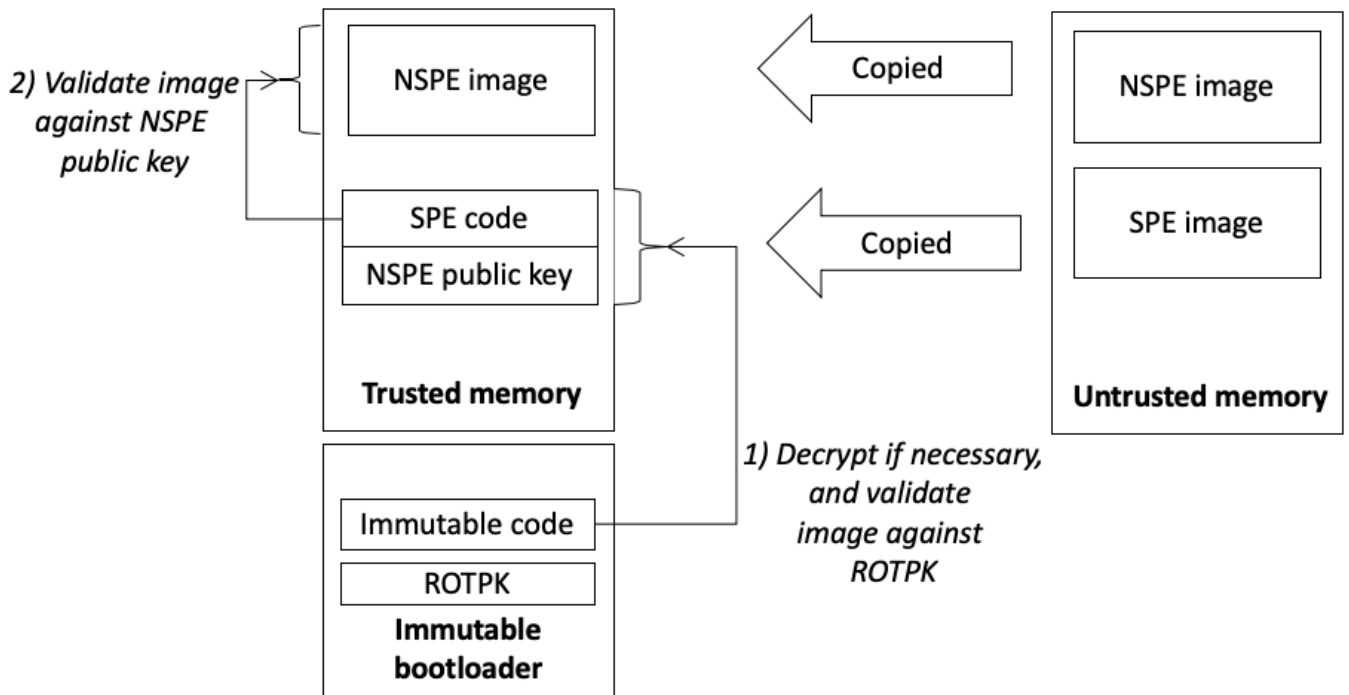 2) Validate image
against NSPE
public key
NSPE image
SPE code
NSPE public key
Trusted memory
Copied
Copied
NSPE image
SPE image
Untrusted memory
1) Decrypt if necessary,
and validate
image against
ROTPK
Immutable code
ROTPK
Immutable
bootloader